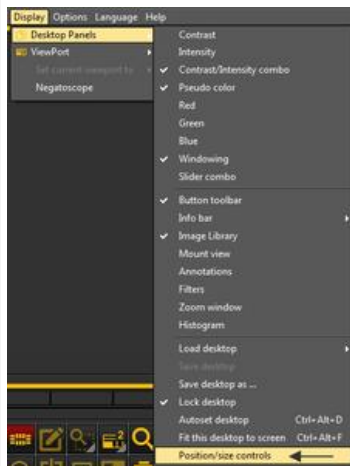 Display Options Language Help
Desktop Panels
ViewPort
Set current viewport to
Negatoscope
Contrast
Intensity
Contrast/Intensity combo
Pseudo color
Red
Green
Blue
Windowing
Slider combo
Button toolbar
Info bar
Image Library
Mount view
Annotations
Filters
Zoom window
Histogram
Load desktop
Save desktop
Save desktop as ...
Lock desktop
Autoset desktop Ctrl+Alt+D
Fit this desktop to screen Ctrl+Alt+F
Position/size controls